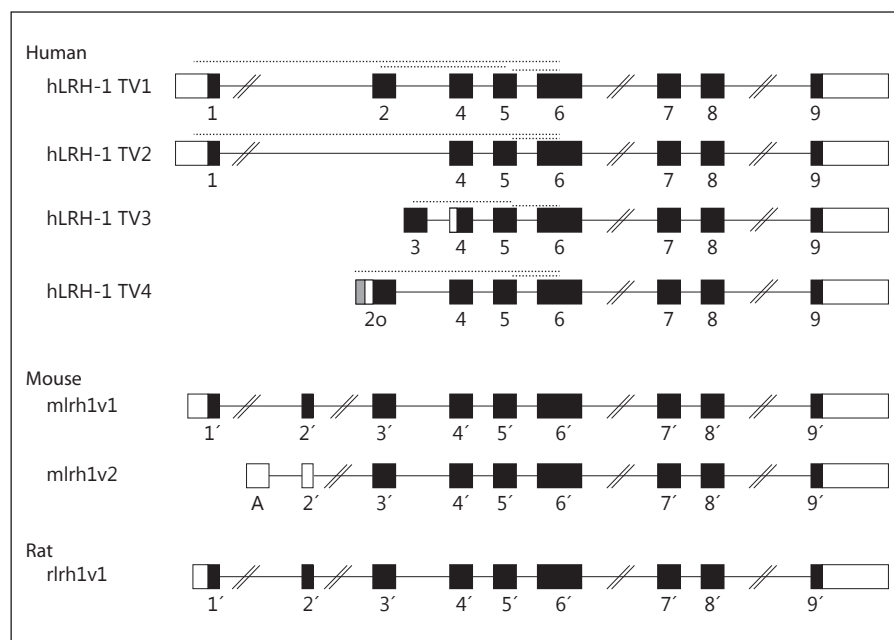 Human
hLRH-1 TV1
1 2 4 5 6 7 8 9
hLRH-1 TV2
1 4 5 6 7 8 9
hLRH-1 TV3
3 4 5 6 7 8 9
hLRH-1 TV4
2o 4 5 6 7 8 9
Mouse
mlrh1v1
1´ 2´ 3´ 4´ 5´ 6´ 7´ 8´ 9´
mlrh1v2
A 2´ 3´ 4´ 5´ 6´ 7´ 8´ 9´
Rat
rlrh1v1
1´ 2´ 3´ 4´ 5´ 6´ 7´ 8´ 9´